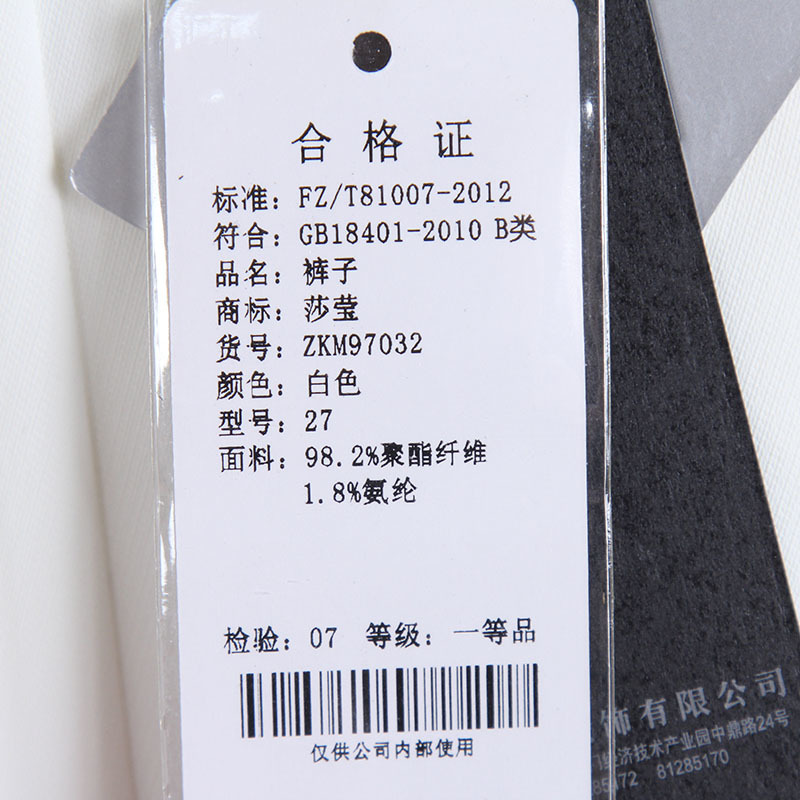 合格证
标准：FZ/T81007-2012
符合：GB18401-2010 B类
品名：裤子
商标：莎莹
货号：ZKM97032
颜色：白色
型号：27
面料：98.2%聚酯纤维
1.8%氨纶
检验：07 等级：一等品
仅供公司内部使用
饰有限公司
经济技术产业园中鼎路24号
81285170